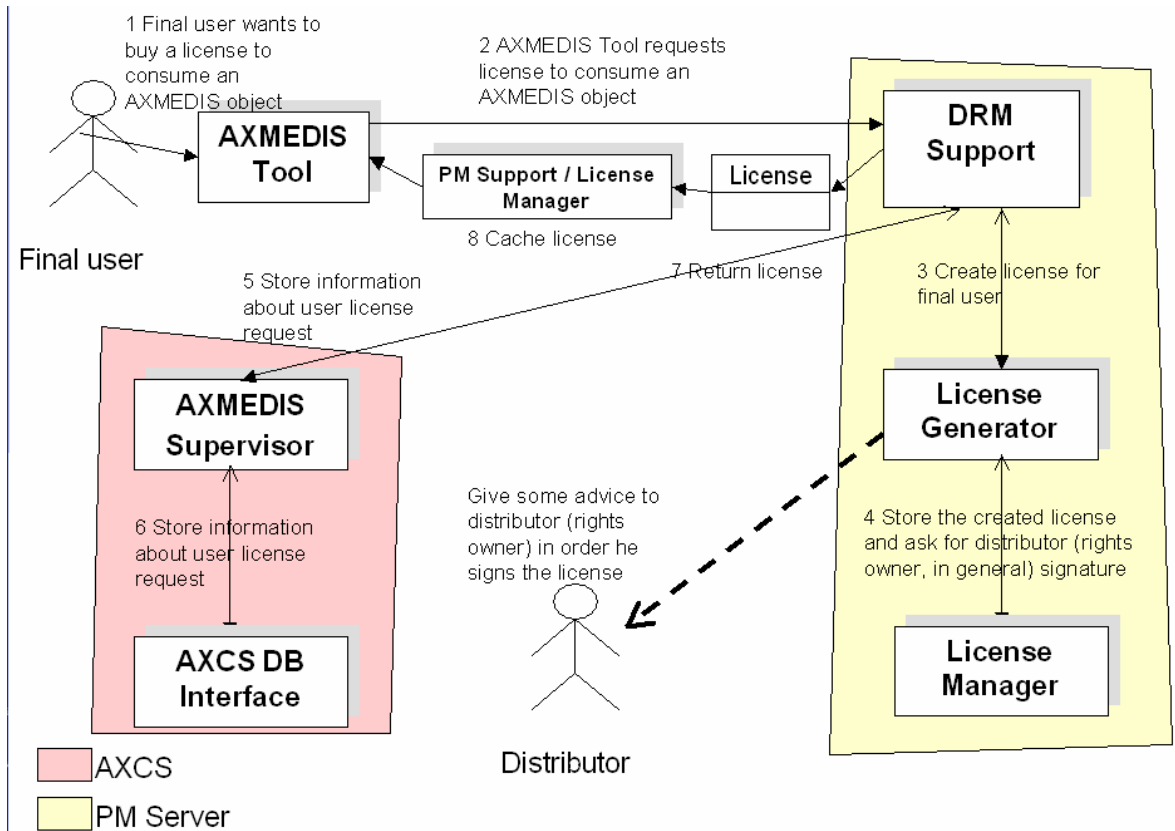 1 Final user wants to
buy a license to
consume an
AXMEDIS object
2 AXMEDIS Tool requests
license to consume an
AXMEDIS object
AXMEDIS
Tool
PM Support / License
Manager
License
DRM
Support
Final user
8 Cache license
7 Return license
3 Create license for
final user
5 Store information
about user license
request
AXMEDIS
Supervisor
License
Generator
6 Store information
about user license
request
Give some advice to
distributor (rights
owner) in order he
signs the license
4 Store the created license
and ask for distributor (rights
owner, in general) signature
AXCS DB
Interface
License
Manager
Distributor
AXCS
PM Server